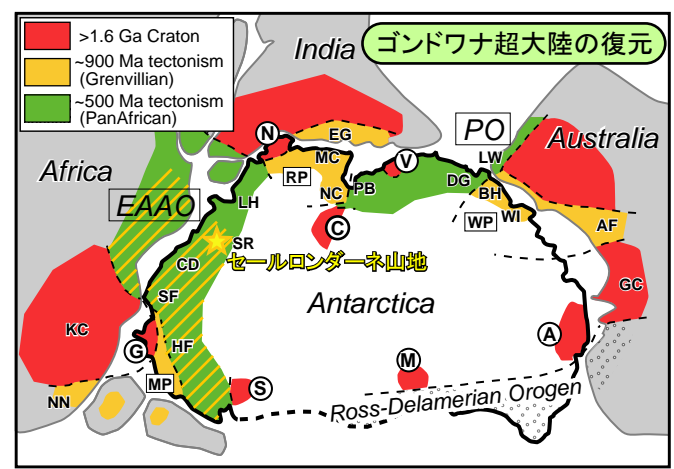 >1.6 Ga Craton
~900 Ma tectonism
(Grenvillian)
~500 Ma tectonism
(PanAfrican)
ゴンドワナ超大陸の復元
India
Africa
Australia
EAAO
PO
N
EG
MC
RP
NC
PB
V
DG
LW
BH
WI
WP
AF
GC
LH
C
SR
セールロンダーネ山地
CD
SF
Antarctica
KC
G
HF
MP
NN
S
M
A
Ross-Delamerian Orogen